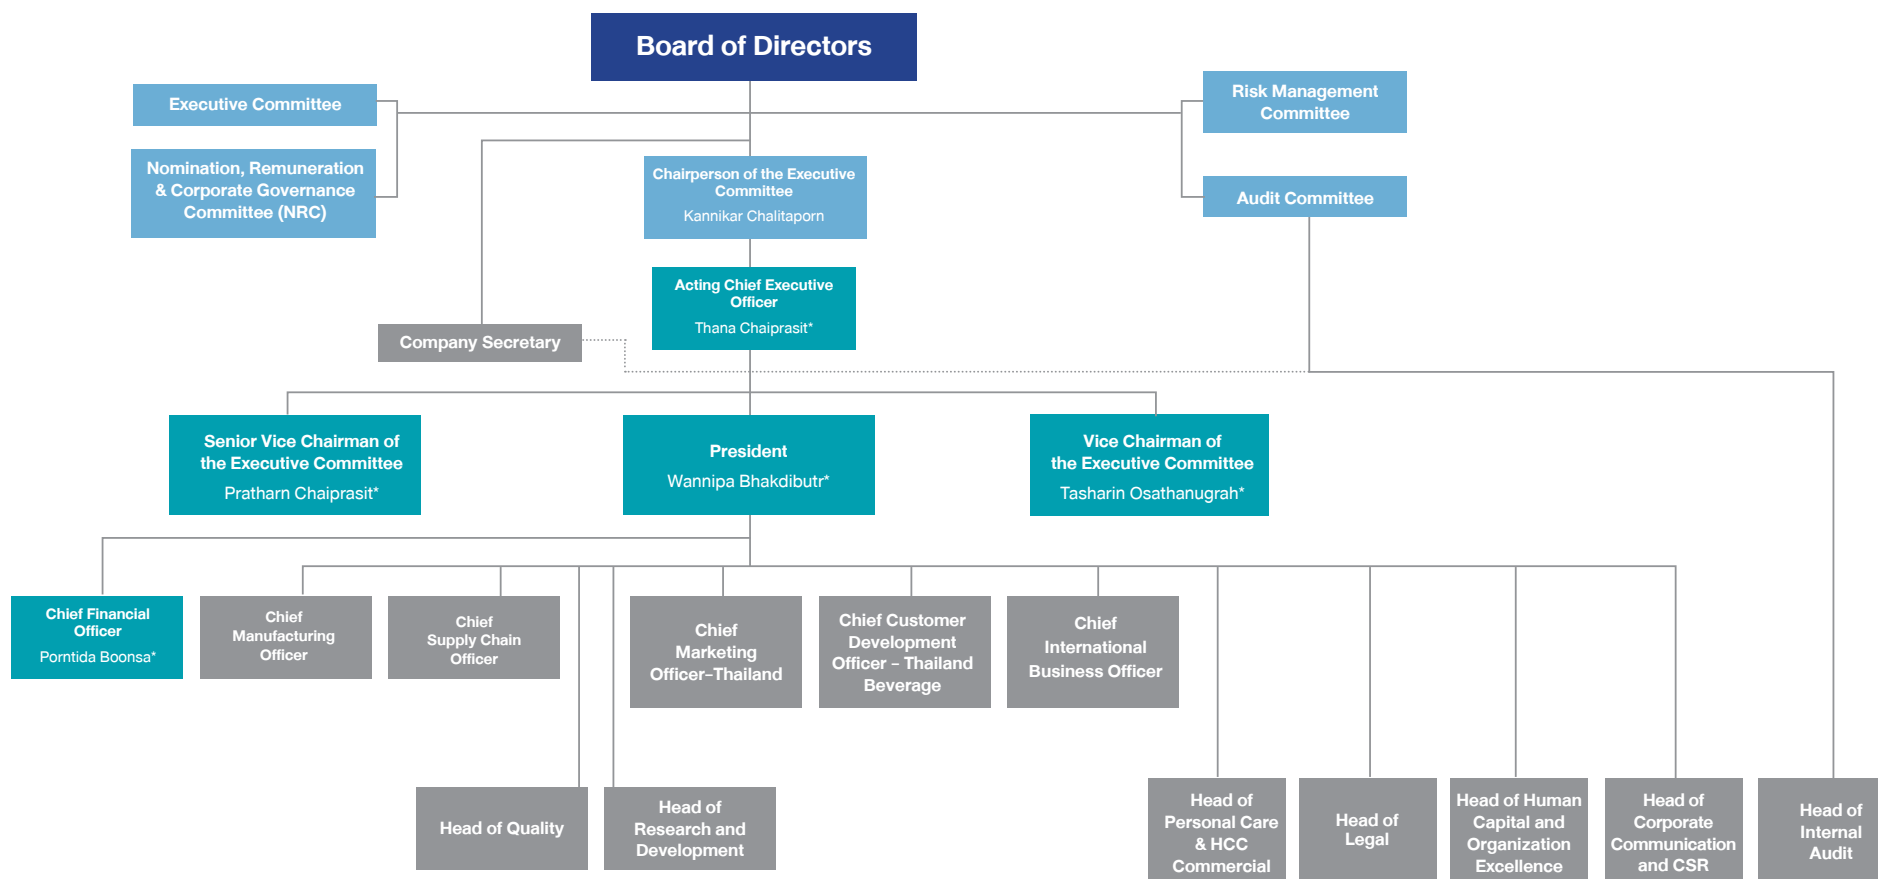 Board of Directors
Executive Committee
Risk Management
Committee
Nomination, Remuneration
& Corporate Governance
Committee (NRC)
Chairperson of the Executive
Committee
Kannikar Chalitaporn
Audit Committee
Acting Chief Executive
Officer
Thana Chaiprasit*
Company Secretary
Senior Vice Chairman of
the Executive Committee
Pratharn Chaiprasit*
President
Wannipa Bhakdibutr*
Vice Chairman of
the Executive Committee
Tasharin Osathanugrah*
Chief Financial
Officer
Porntida Boonsa*
Chief
Manufacturing
Officer
Chief
Supply Chain
Officer
Chief
Marketing
Officer–Thailand
Chief Customer
Development
Officer – Thailand
Beverage
Chief
International
Business Officer
Head of Quality
Head of
Research and
Development
Head of
Personal Care
& HCC
Commercial
Head of
Legal
Head of Human
Capital and
Organization
Excellence
Head of
Corporate
Communication
and CSR
Head of
Internal
Audit